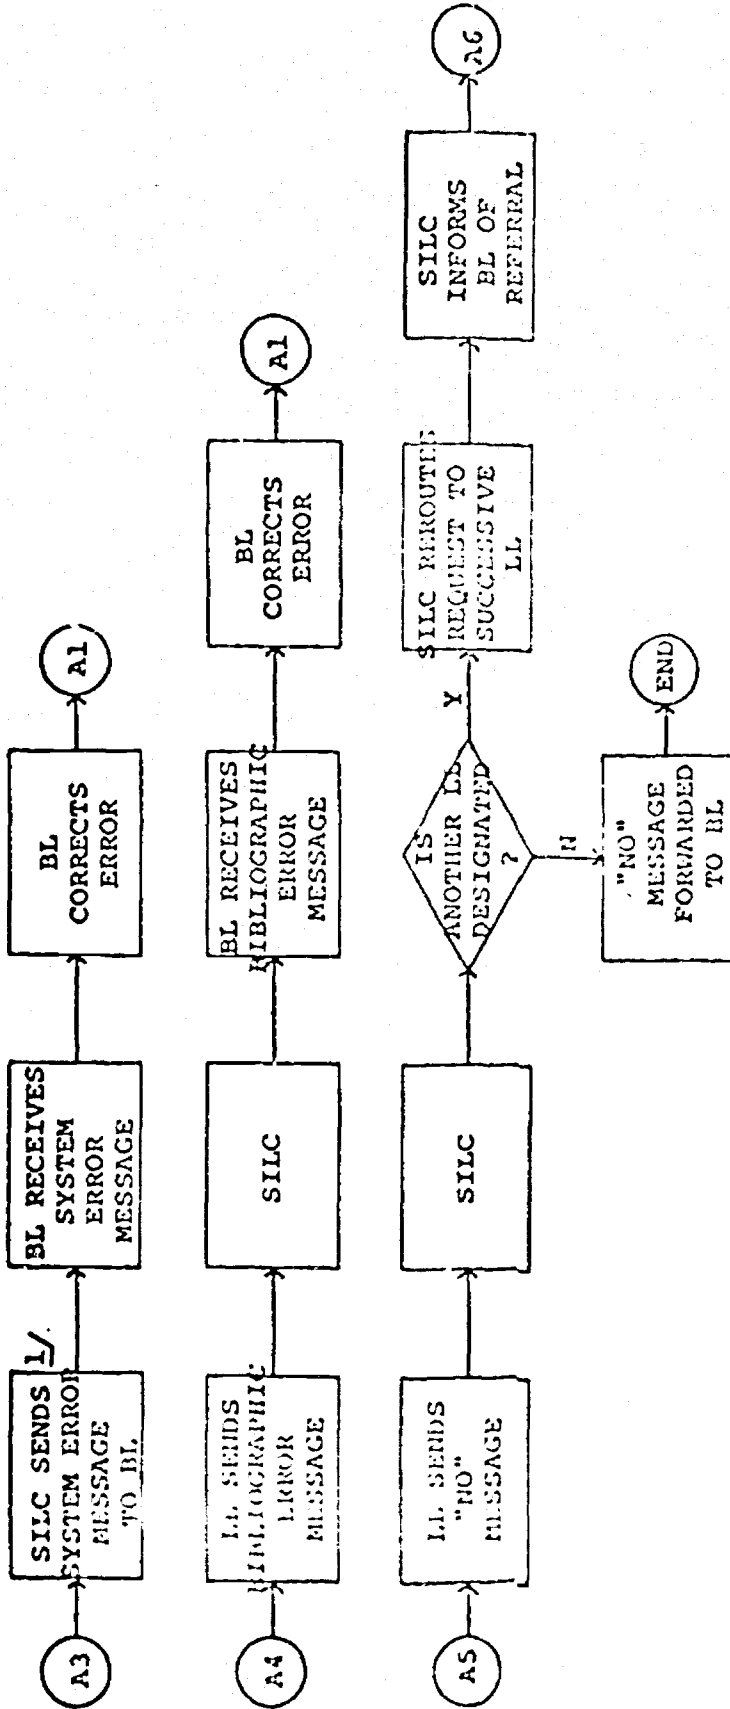 A3
SILC SENDS 1/
SYSTEM ERROR
MESSAGE
TO BL
BL RECEIVES
SYSTEM
ERROR
MESSAGE
BL
CORRECTS
ERROR
A1
A4
LL SENDS
BIBLIOGRAPHIC
ERROR
MESSAGE
SILC
BL RECEIVES
BIBLIOGRAPHIC
ERROR
MESSAGE
BL
CORRECTS
ERROR
A1
A5
LL SENDS
"NO"
MESSAGE
SILC
IS
ANOTHER LL
DESIGNATED
?
Y
SILC REROUTES
REQUEST TO
SUCCESSIVE
LL
SILC
INFORMS
BL OF
REFERRAL
A6
N
"NO"
MESSAGE
FORWARDED
TO BL
END